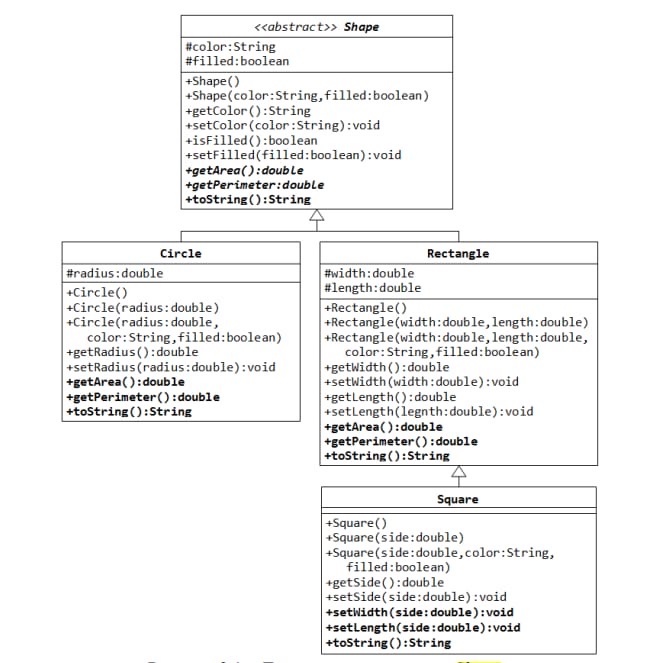 <<abstract>> Shape
#color:String
#filled:boolean
+Shape()
+Shape(color:String,filled:boolean)
+getColor():String
+setColor(color:String):void
+isFilled():boolean
+setFilled(filled:boolean):void
+getArea():double
+getPerimeter:double
+toString():String
Circle
#radius:double
+Circle()
+Circle(radius:double)
+Circle(radius:double,
color:String,filled:boolean)
+getRadius():double
+setRadius(radius:double):void
+getArea():double
+getPerimeter():double
+toString():String
Rectangle
#width:double
#length:double
+Rectangle()
+Rectangle(width:double,length:double)
+Rectangle(width:double,length:double,
color:String,filled:boolean)
+getWidth():double
+setWidth(width:double):void
+getLength():double
+setLength(legnth:double):void
+getArea():double
+getPerimeter():double
+toString():String
Square
+Square()
+Square(side:double)
+Square(side:double,color:String,
filled:boolean)
+getSide():double
+setSide(side:double):void
+setWidth(side:double):void
+setLength(side:double):void
+toString():String